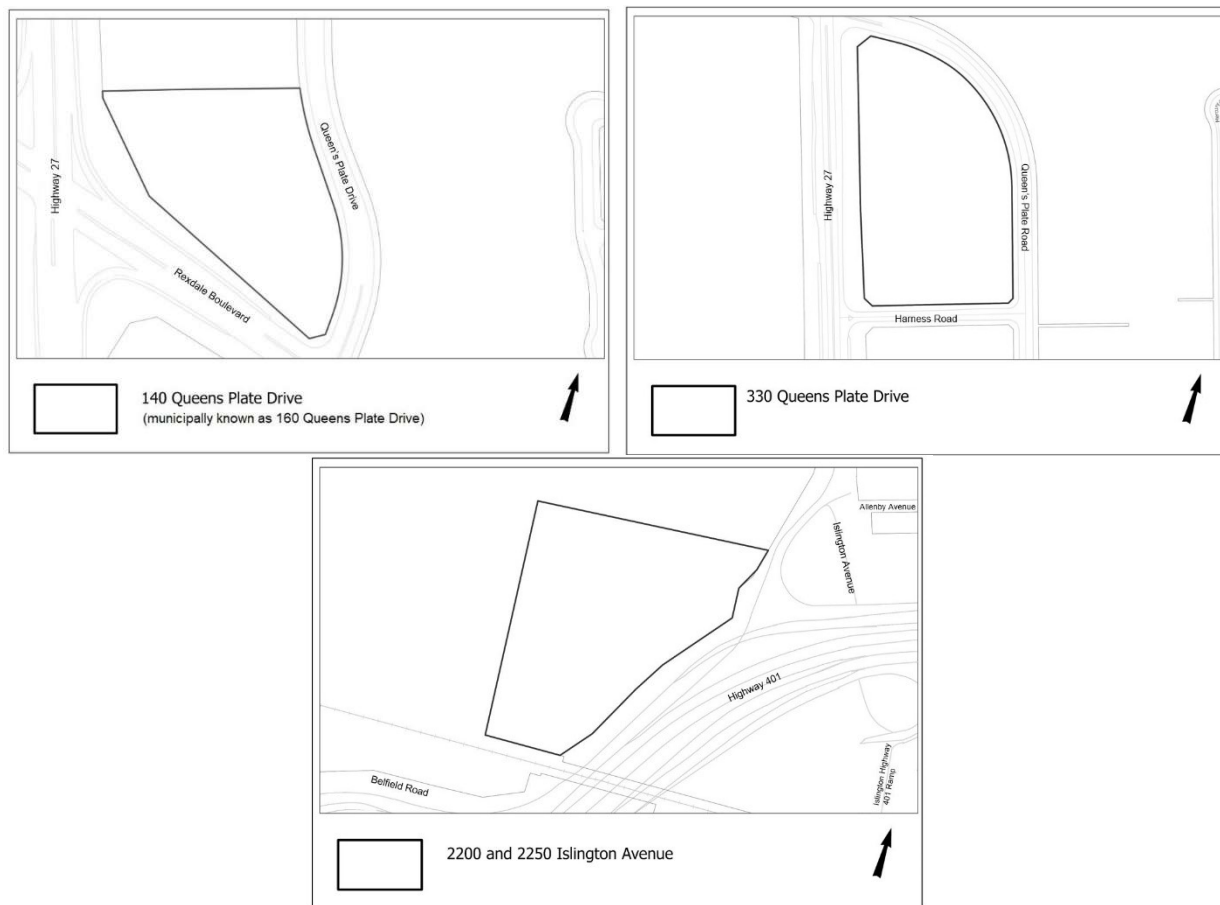 Highway 27
Queen's Plate Drive
Rexdale Boulevard
140 Queens Plate Drive
(municipally known as 160 Queens Plate Drive)
Highway 27
Queen's Plate Road
Harness Road
330 Queens Plate Drive
Allenby Avenue
Islington Avenue
Highway 401
Islington Highway
401 Ramp
Belfield Road
2200 and 2250 Islington Avenue